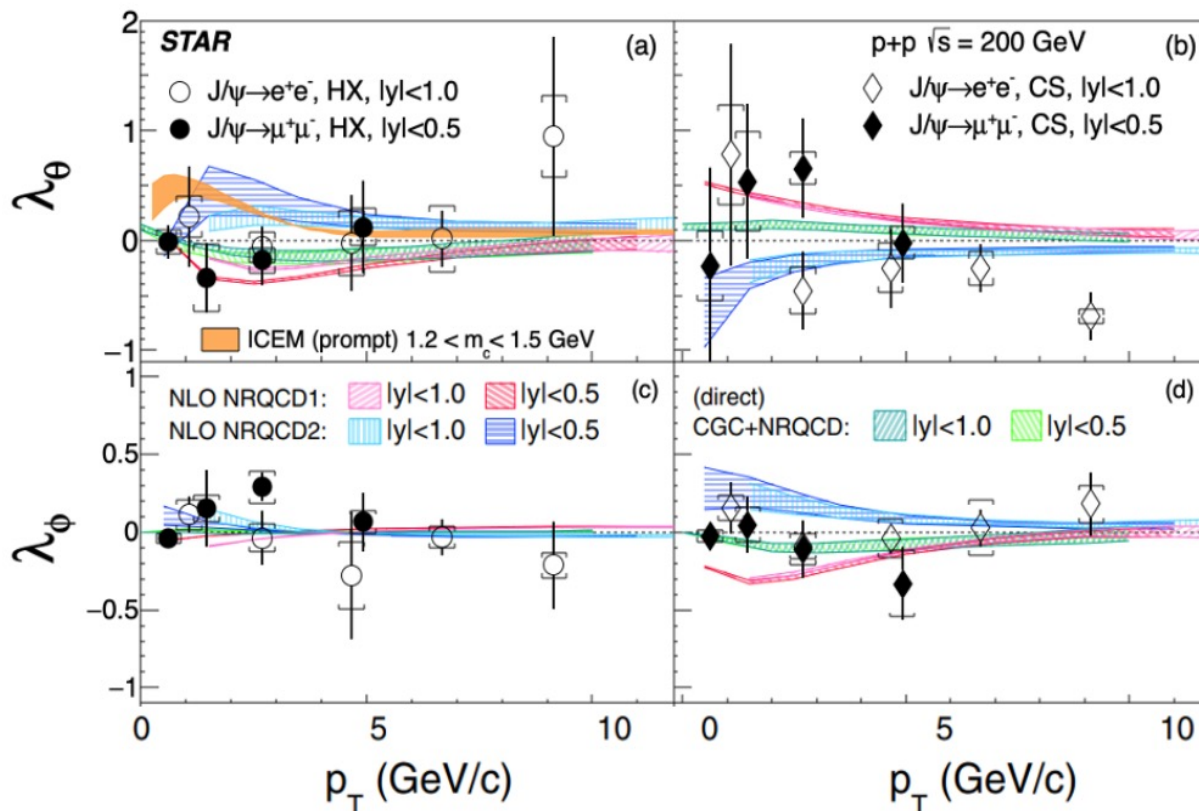 STAR
(a)
J/ψ→e⁺e⁻, HX, |y|<1.0
J/ψ→μ⁺μ⁻, HX, |y|<0.5
ICEM (prompt) 1.2 < m_c < 1.5 GeV
p+p √s = 200 GeV
(b)
J/ψ→e⁺e⁻, CS, |y|<1.0
J/ψ→μ⁺μ⁻, CS, |y|<0.5
λ_θ
2
1
0
−1
(c)
NLO NRQCD1: |y|<1.0 |y|<0.5
NLO NRQCD2: |y|<1.0 |y|<0.5
(d)
(direct)
CGC+NRQCD: |y|<1.0 |y|<0.5
λ_ϕ
1
0.5
0
−0.5
−1
0 5 10 0 5 10
p_T (GeV/c) p_T (GeV/c)